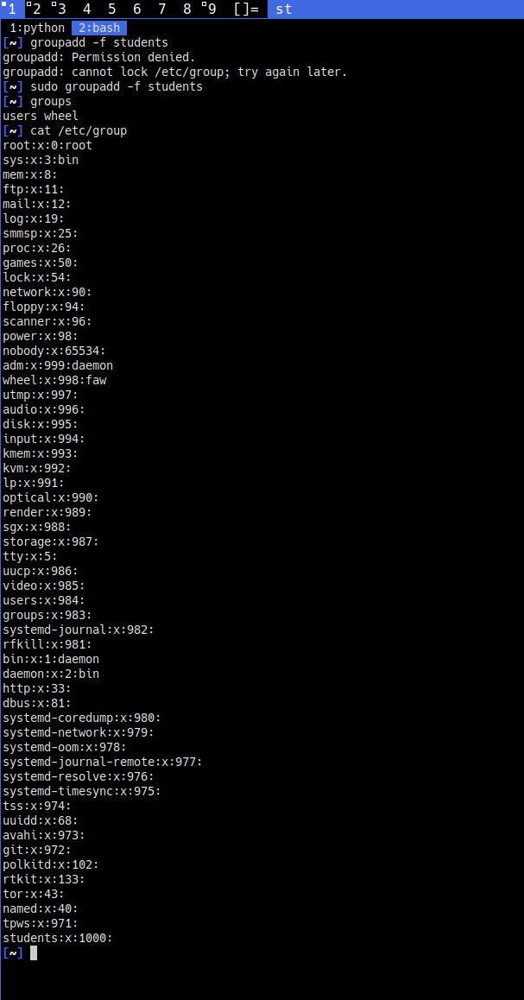 1 2 3 4 5 6 7 8 9 []= st
1:python 2:bash
[~] groupadd -f students
groupadd: Permission denied.
groupadd: cannot lock /etc/group; try again later.
[~] sudo groupadd -f students
[~] groups
users wheel
[~] cat /etc/group
root:x:0:root
sys:x:3:bin
mem:x:8:
ftp:x:11:
mail:x:12:
log:x:19:
smmsp:x:25:
proc:x:26:
games:x:50:
lock:x:54:
network:x:90:
floppy:x:94:
scanner:x:96:
power:x:98:
nobody:x:65534:
adm:x:999:daemon
wheel:x:998:faw
utmp:x:997:
audio:x:996:
disk:x:995:
input:x:994:
kmem:x:993:
kvm:x:992:
lp:x:991:
optical:x:990:
render:x:989:
sgx:x:988:
storage:x:987:
tty:x:5:
uucp:x:986:
video:x:985:
users:x:984:
groups:x:983:
systemd-journal:x:982:
rfkill:x:981:
bin:x:1:daemon
daemon:x:2:bin
http:x:33:
dbus:x:81:
systemd-coredump:x:980:
systemd-network:x:979:
systemd-oom:x:978:
systemd-journal-remote:x:977:
systemd-resolve:x:976:
systemd-timesync:x:975:
tss:x:974:
uuidd:x:68:
avahi:x:973:
git:x:972:
polkitd:x:102:
rtkit:x:133:
tor:x:43:
named:x:40:
tpws:x:971:
students:x:1000:
[~]